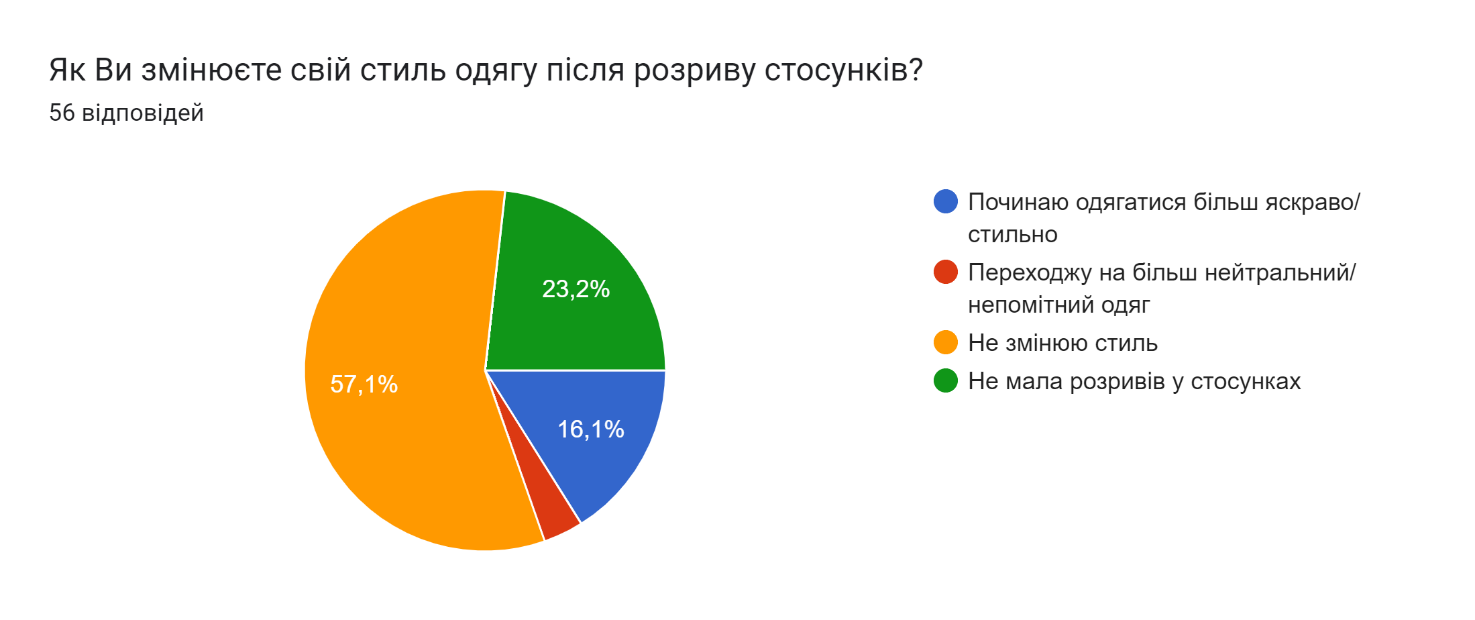 Як Ви змінюєте свій стиль одягу після розриву стосунків?
56 відповідей
23,2%
57,1%
16,1%
Починаю одягатися більш яскраво/
стильно
Переходжу на більш нейтральний/
непомітний одяг
Не змінюю стиль
Не мала розривів у стосунках